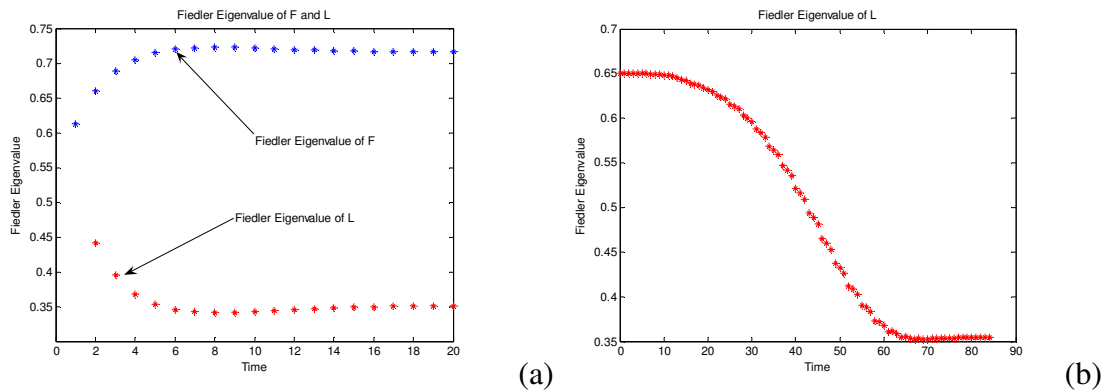 Fiedler Eigenvalue of F and L
0.75
0.7
0.65
0.6
0.55
0.5
0.45
0.4
0.35
Fiedler Eigenvalue
Fiedler Eigenvalue of F
Fiedler Eigenvalue of L
0 2 4 6 8 10 12 14 16 18 20
Time
(a)
Fiedler Eigenvalue of L
0.7
0.65
0.6
0.55
0.5
0.45
0.4
0.35
Fiedler Eigenvalue
0 10 20 30 40 50 60 70 80 90
Time
(b)